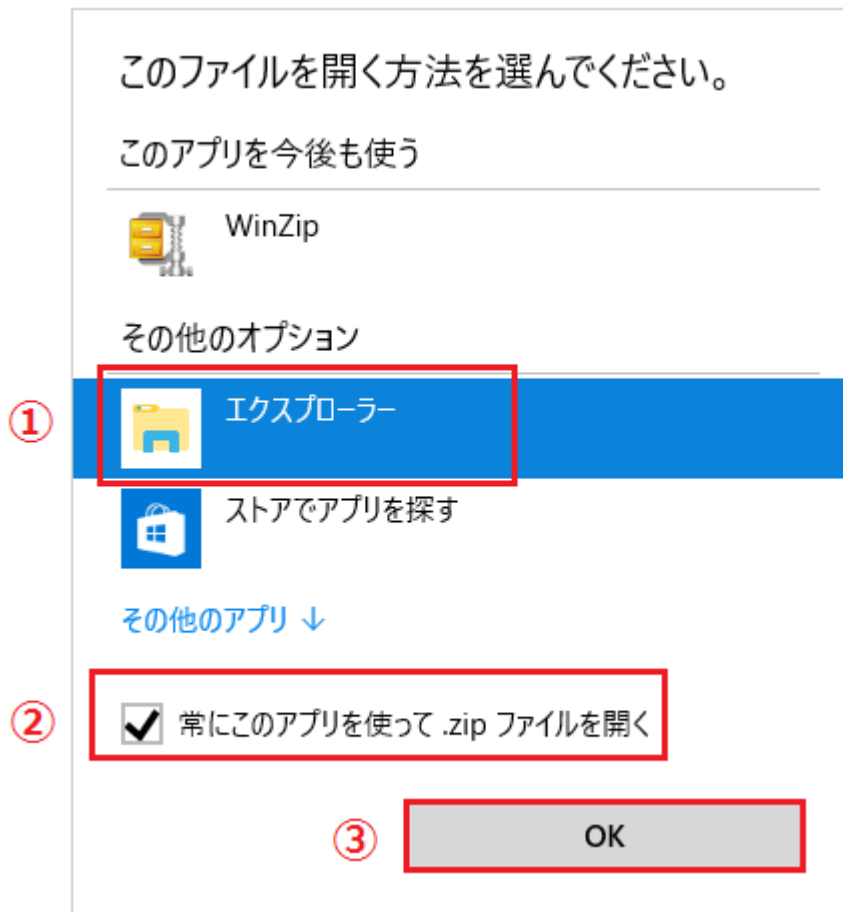 このファイルを開く方法を選んでください。
このアプリを今後も使う
WinZip
その他のオプション
① エクスプローラー
ストアでアプリを探す
その他のアプリ ↓
② 常にこのアプリを使って .zip ファイルを開く
③ OK